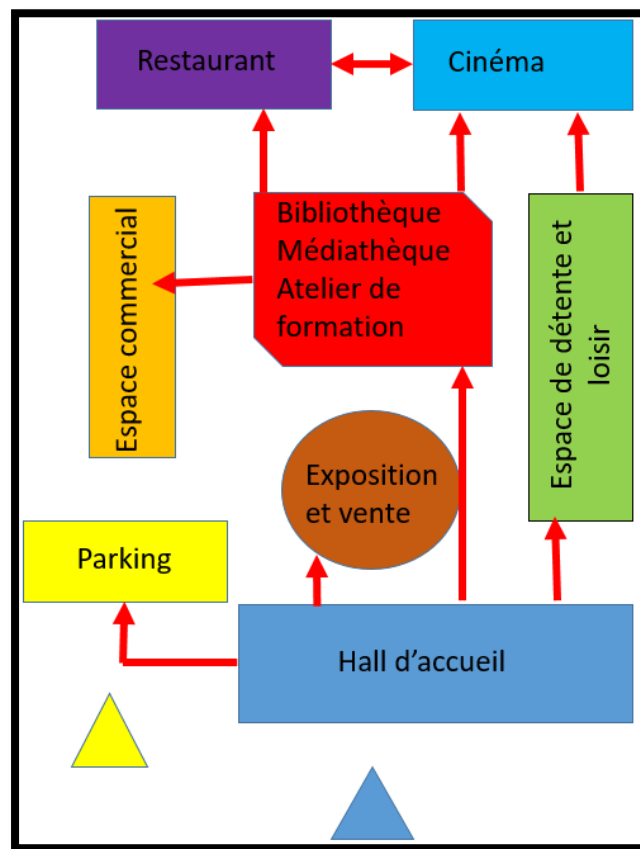 Restaurant
Cinéma
Bibliothèque
Médiathèque
Atelier de
formation
Espace commercial
Espace de détente et
loisir
Exposition
et vente
Parking
Hall d’accueil